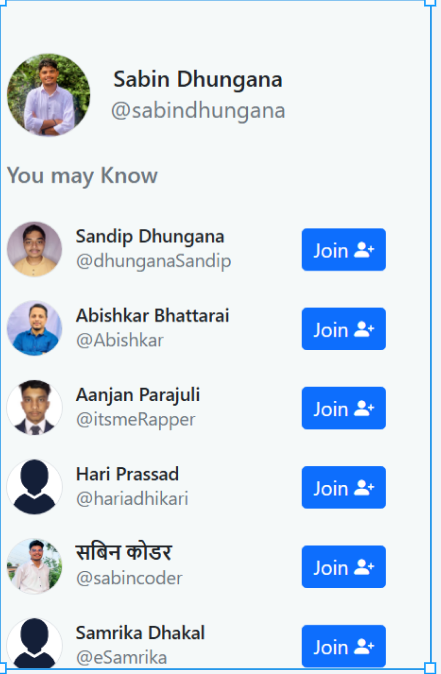 Sabin Dhungana
@sabindhungana
You may Know
Sandip Dhungana
@dhunganaSandip
Join
Abishkar Bhattarai
@Abishkar
Join
Aanjan Parajuli
@itsmeRapper
Join
Hari Prassad
@hariadhikari
Join
सबिन कोडर
@sabincoder
Join
Samrika Dhakal
@eSamrika
Join